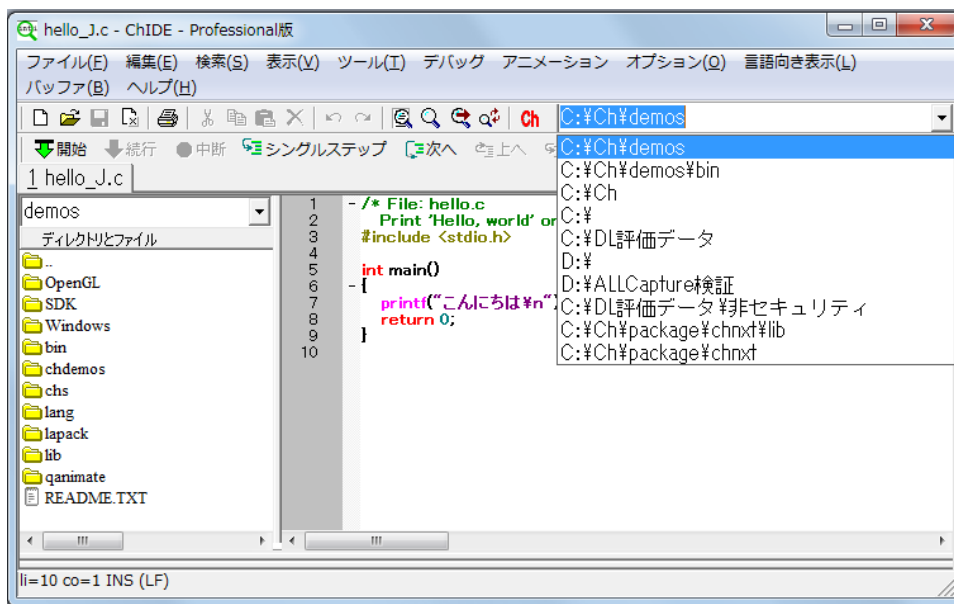 hello_J.c - ChIDE - Professional版
ファイル(F) 編集(E) 検索(S) 表示(V) ツール(T) デバッグ アニメーション オプション(O) 言語向き表示(L)
バッファ(B) ヘルプ(H)
Ch C:¥Ch¥demos
開始 続行 中断 シングルステップ 次へ 上へ
C:¥Ch¥demos
C:¥Ch¥demos¥bin
C:¥Ch
C:¥
C:¥DL評価データ
D:¥
D:¥ALLCapture検証
C:¥DL評価データ¥非セキュリティ
C:¥Ch¥package¥chnxt¥lib
C:¥Ch¥package¥chnxt
1 hello_J.c
demos
ディレクトリとファイル
..
OpenGL
SDK
Windows
bin
chdemos
chs
lang
lapack
lib
qanimate
README.TXT
1 /* File: hello.c
2 Print 'Hello, world' or
3 #include <stdio.h>
4
5 int main()
6 {
7 printf("こんにちは¥n")
8 return 0;
9 }
10
li=10 co=1 INS (LF)